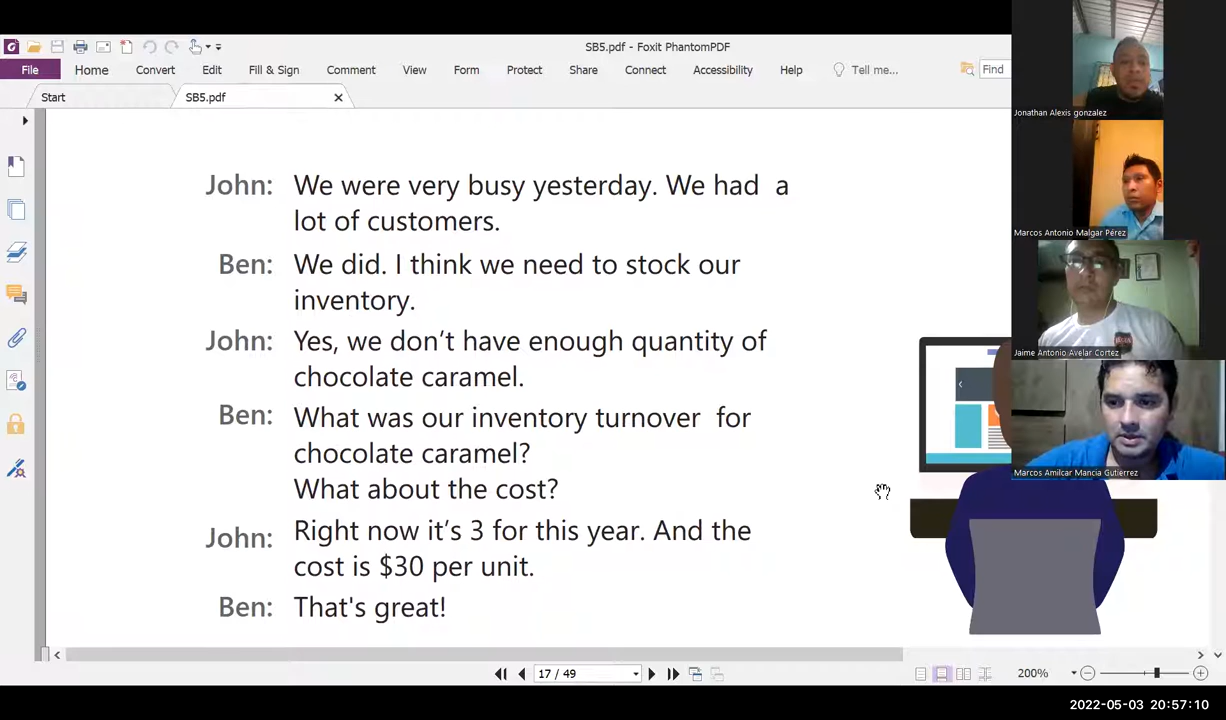 SB5.pdf - Foxit PhantomPDF
File Home Convert Edit Fill & Sign Comment View Form Protect Share Connect Accessibility Help Tell me... Find
Start SB5.pdf
John: We were very busy yesterday. We had a
lot of customers.
Ben: We did. I think we need to stock our
inventory.
John: Yes, we don't have enough quantity of
chocolate caramel.
Ben: What was our inventory turnover for
chocolate caramel?
What about the cost?
John: Right now it's 3 for this year. And the
cost is $30 per unit.
Ben: That's great!
Jonathan Alexis gonzalez
Marcos Antonio Malgar Pérez
Jaime Antonio Avelar Cortez
Marcos Amilcar Mancia Gutierrez
17 / 49
200%
2022-05-03 20:57:10